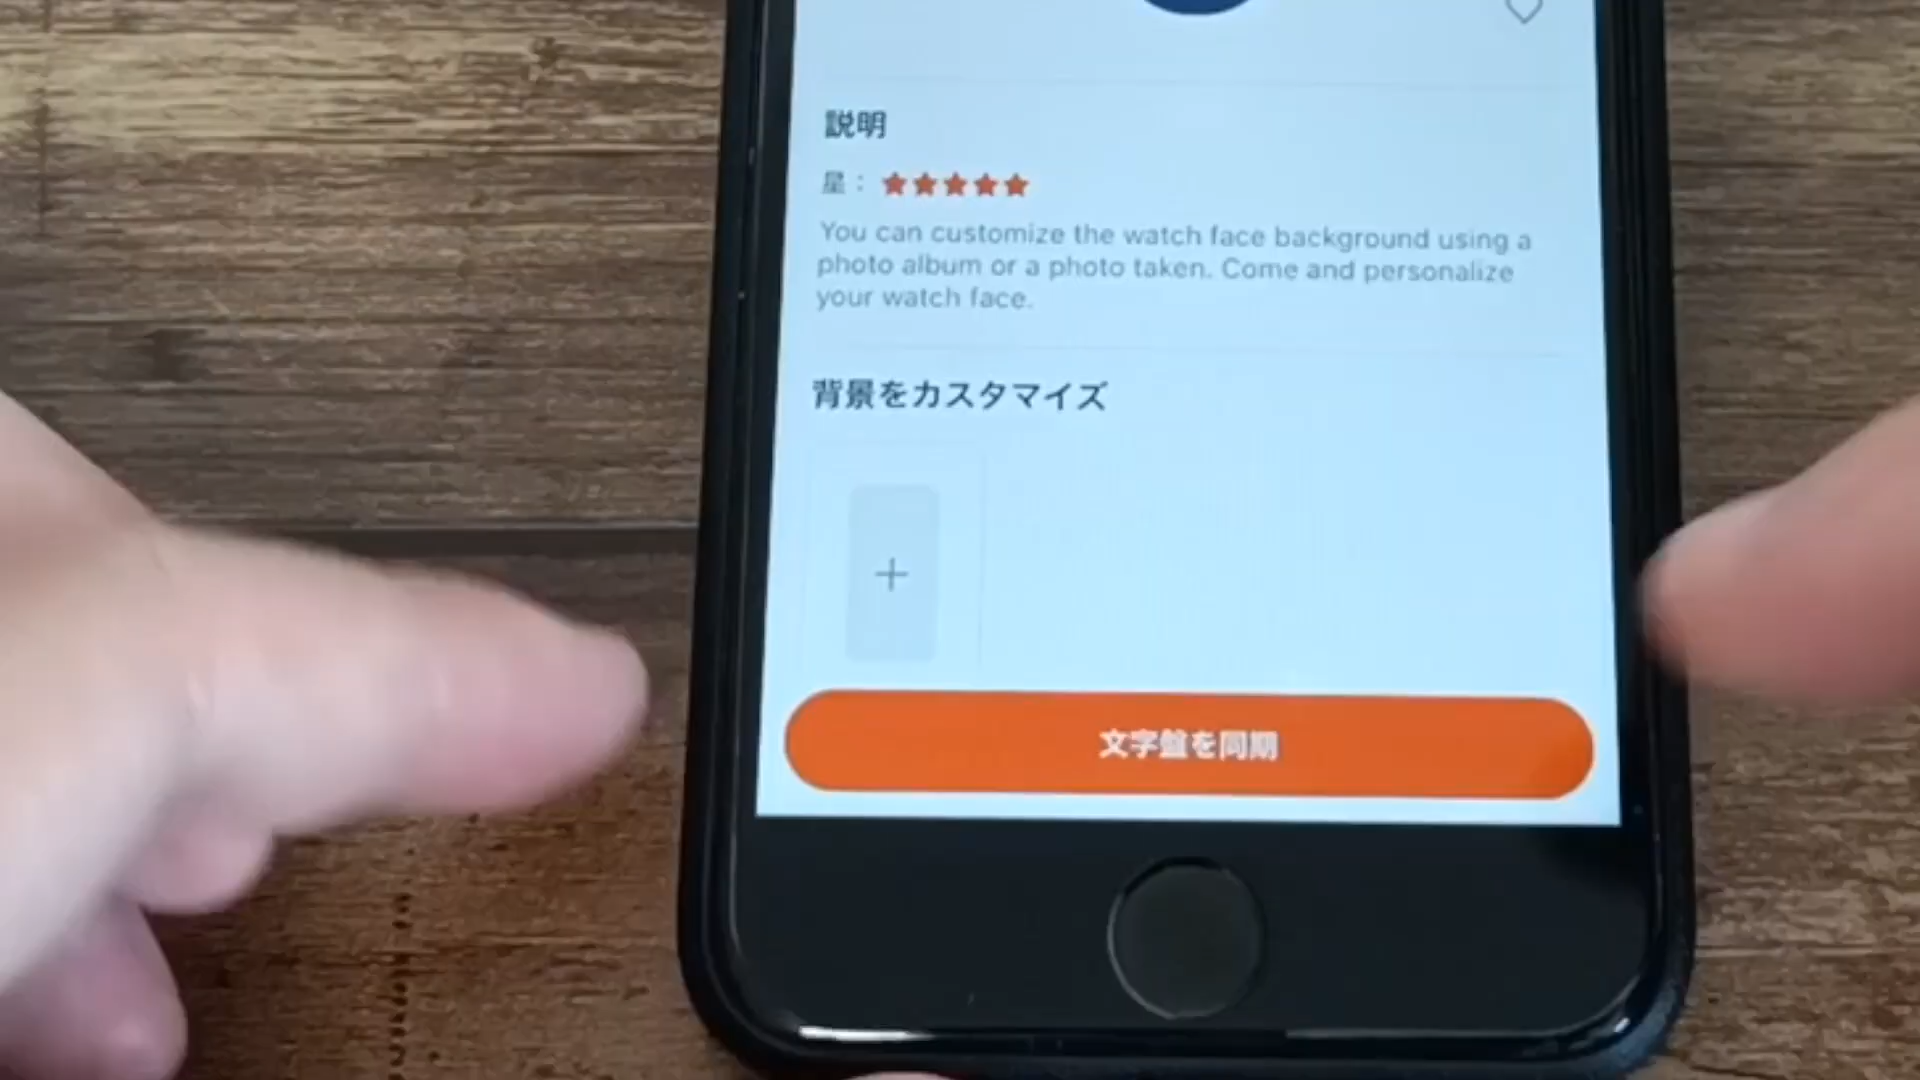 説明
星： ★★★★★
You can customize the watch face background using a
photo album or a photo taken. Come and personalize
your watch face.
背景をカスタマイズ
+
文字盤を同期